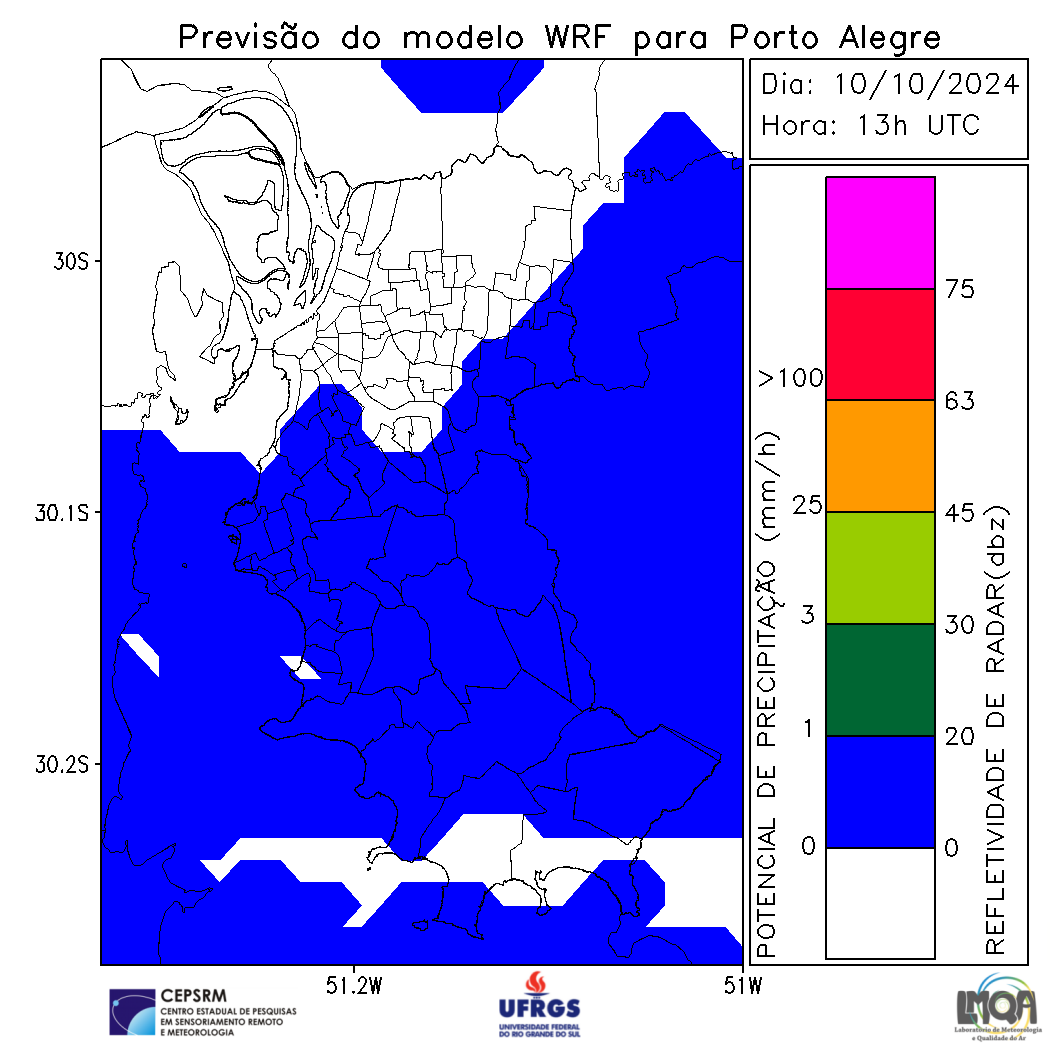 Previsão do modelo WRF para Porto Alegre
Dia: 10/10/2024
Hora: 13h UTC
30S
30.1S
30.2S
51.2W
51W
POTENCIAL DE PRECIPITAÇÃO (mm/h)
>100
25
3
1
0
75
63
45
30
20
0
REFLETIVIDADE DE RADAR(dbz)
CEPSRM
CENTRO ESTADUAL DE PESQUISAS
EM SENSORIAMENTO REMOTO
E METEOROLOGIA
UFRGS
UNIVERSIDADE FEDERAL
DO RIO GRANDE DO SUL
LMQA
Laboratório de Meteorologia
e Qualidade do Ar